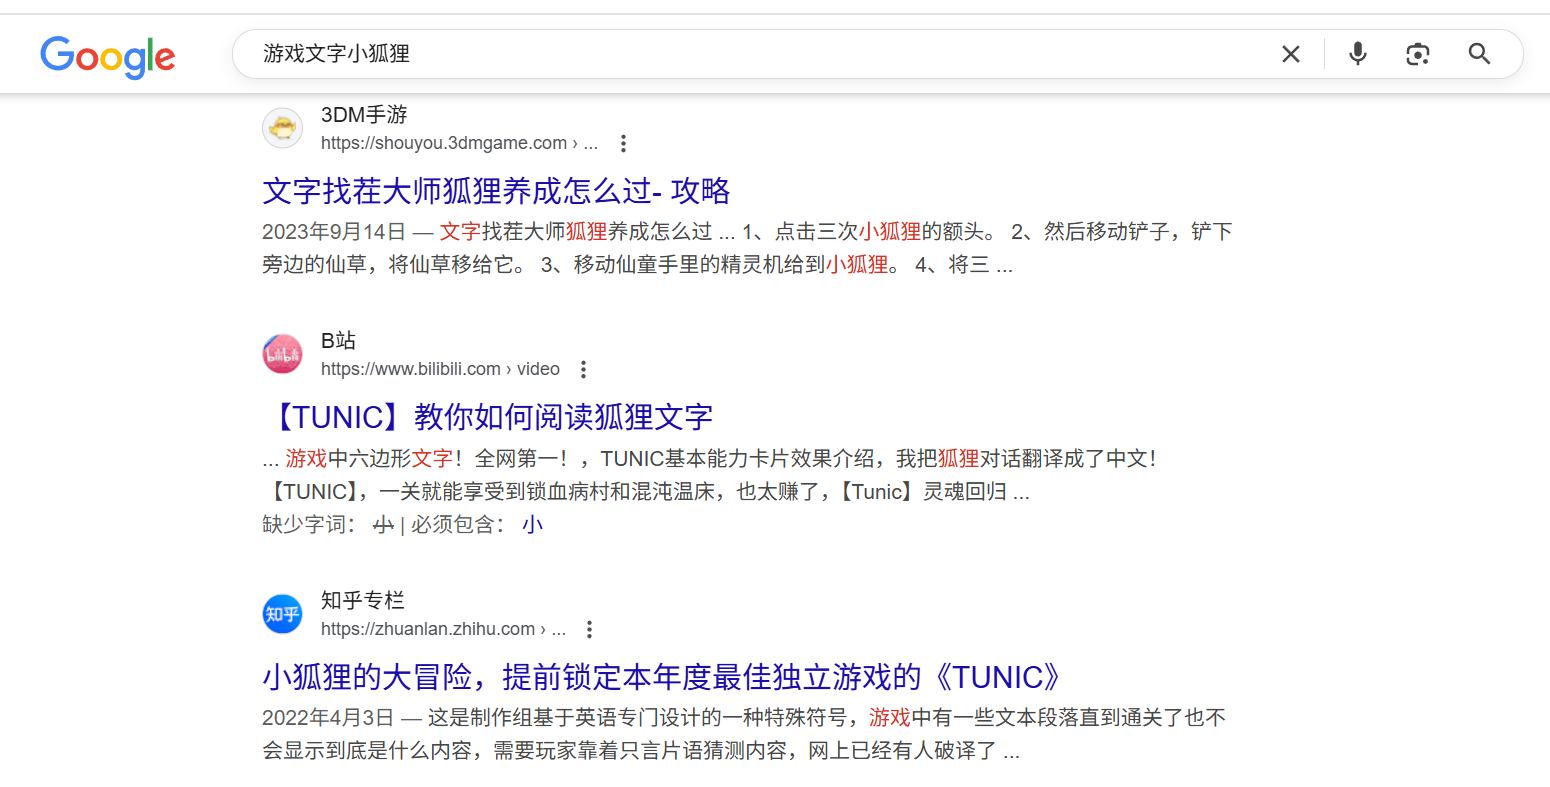 Google
游戏文字小狐狸
3DM手游
https://shouyou.3dmgame.com › ...
文字找茬大师狐狸养成怎么过- 攻略
2023年9月14日 — 文字找茬大师狐狸养成怎么过 ... 1、点击三次小狐狸的额头。 2、然后移动铲子，铲下
旁边的仙草，将仙草移给它。 3、移动仙童手里的精灵机给到小狐狸。 4、将三 ...
bilibili
B站
https://www.bilibili.com › video
【TUNIC】教你如何阅读狐狸文字
... 游戏中六边形文字！全网第一！，TUNIC基本能力卡片效果介绍，我把狐狸对话翻译成了中文！
【TUNIC】，一关就能享受到锁血病村和混沌温床，也太赚了，【Tunic】灵魂回归 ...
缺少字词： 小 | 必须包含： 小
知乎
知乎专栏
https://zhuanlan.zhihu.com › ...
小狐狸的大冒险，提前锁定本年度最佳独立游戏的《TUNIC》
2022年4月3日 — 这是制作组基于英语专门设计的一种特殊符号，游戏中有一些文本段落直到通关了也不
会显示到底是什么内容，需要玩家靠着只言片语猜测内容，网上已经有人破译了 ...